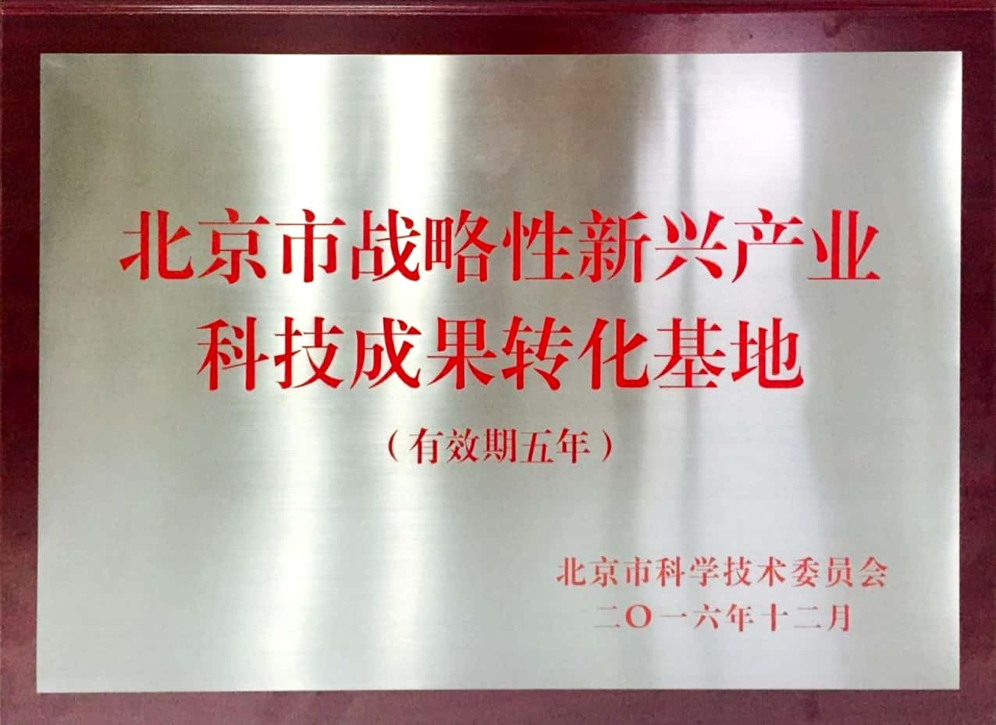 北京市战略性新兴产业
科技成果转化基地
（有效期五年）
北京市科学技术委员会
二〇一六年十二月